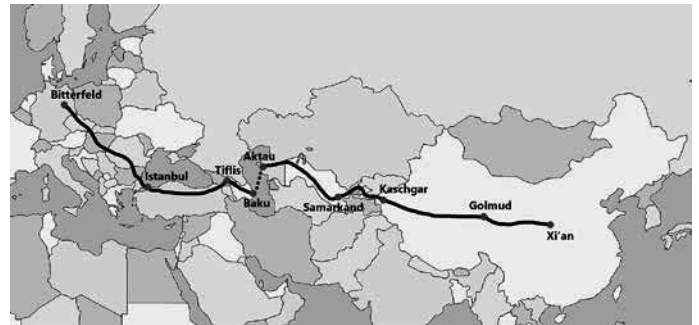 Bitterfeld
Istanbul
Tiflis
Aktau
Baku
Samarkand
Kaschgar
Golmud
Xi'an